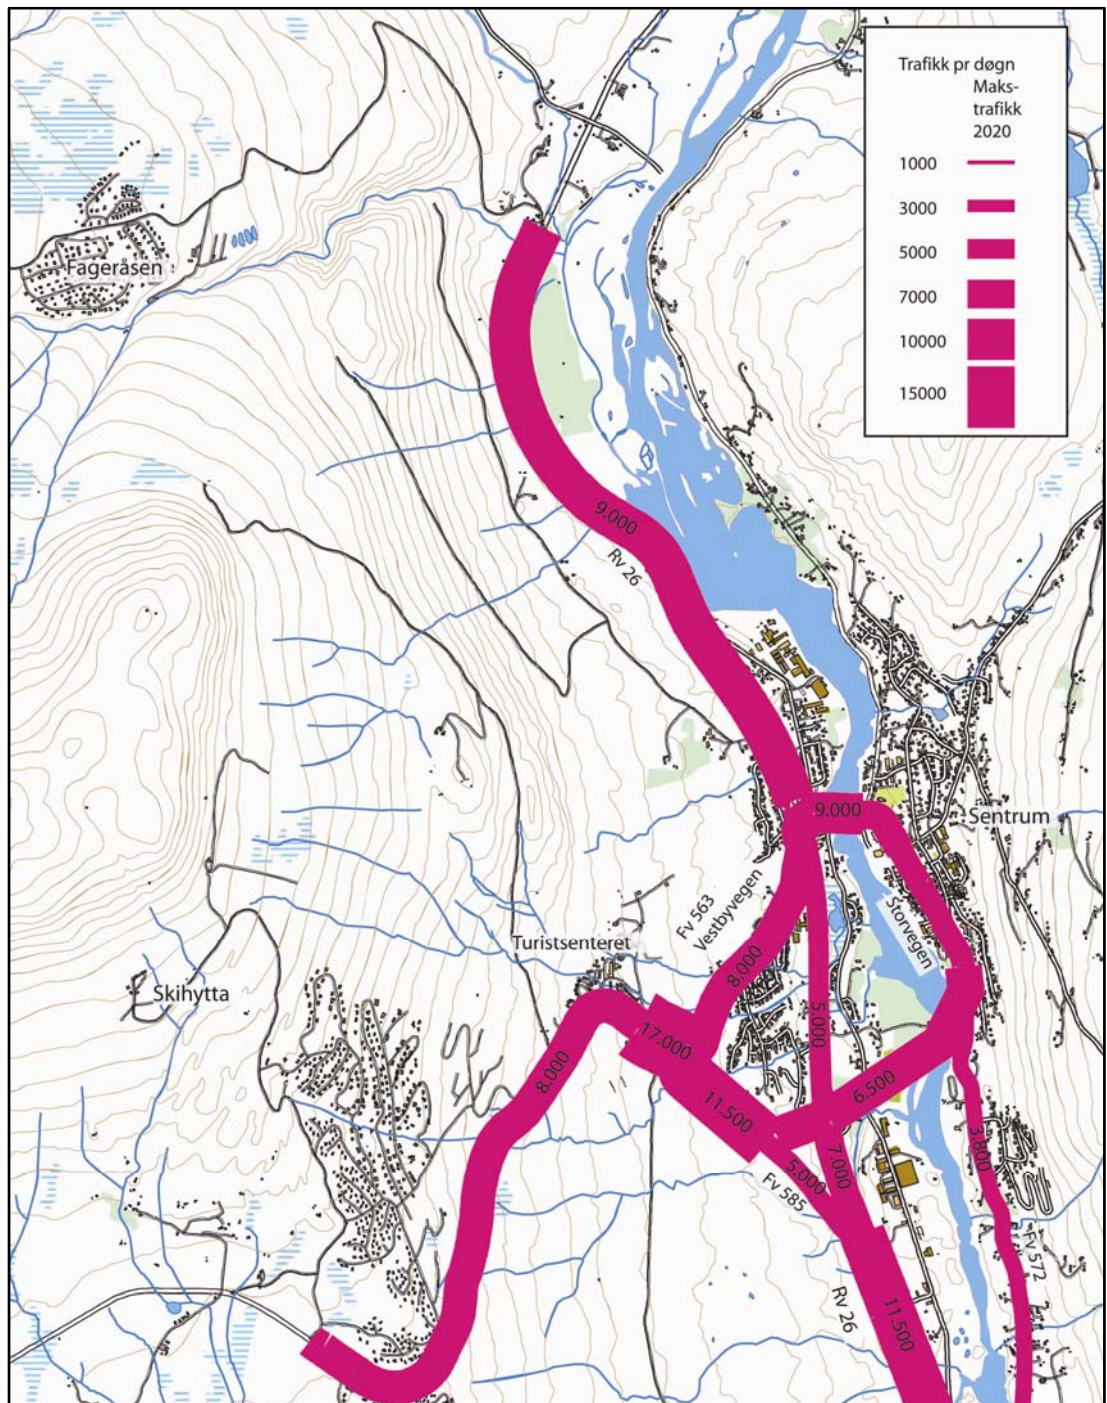 Trafikk pr døgn
Maks-
trafikk
2020
1000
3000
5000
7000
10000
15000
Fageråsen
9.000
Rv 26
9.000
Sentrum
Fv 563
Vestbyvegen
Storvegen
Turistsenteret
8.000
Skihytta
17.000
5.000
8.000
11.500
6.500
3.800
7.000
5.000
Fv 585
Fv 572
Rv 26
11.500